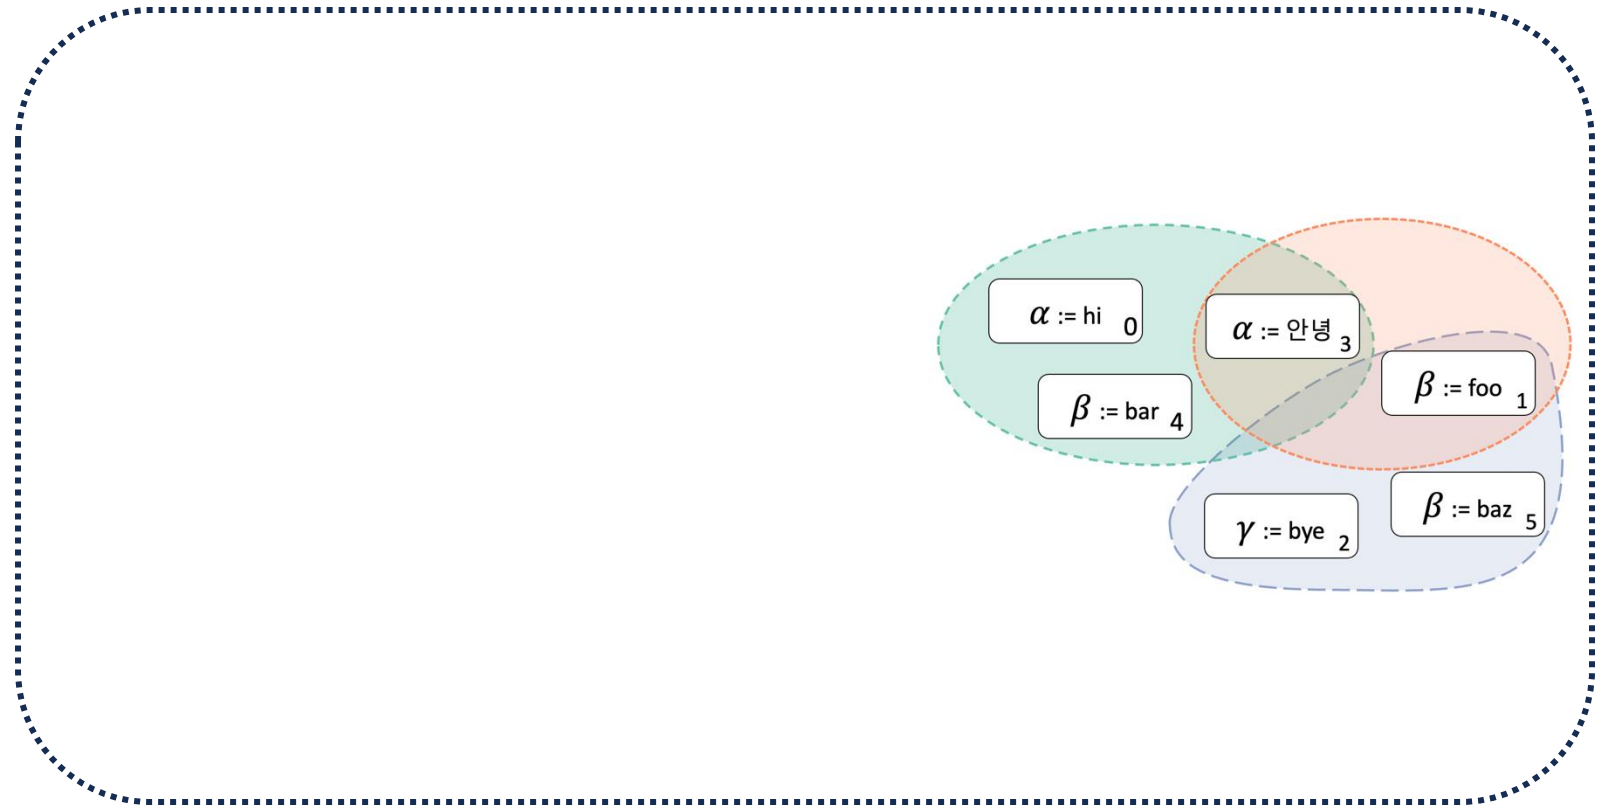 α := hi 0
α := 안녕 3
β := foo 1
β := bar 4
β := baz 5
γ := bye 2